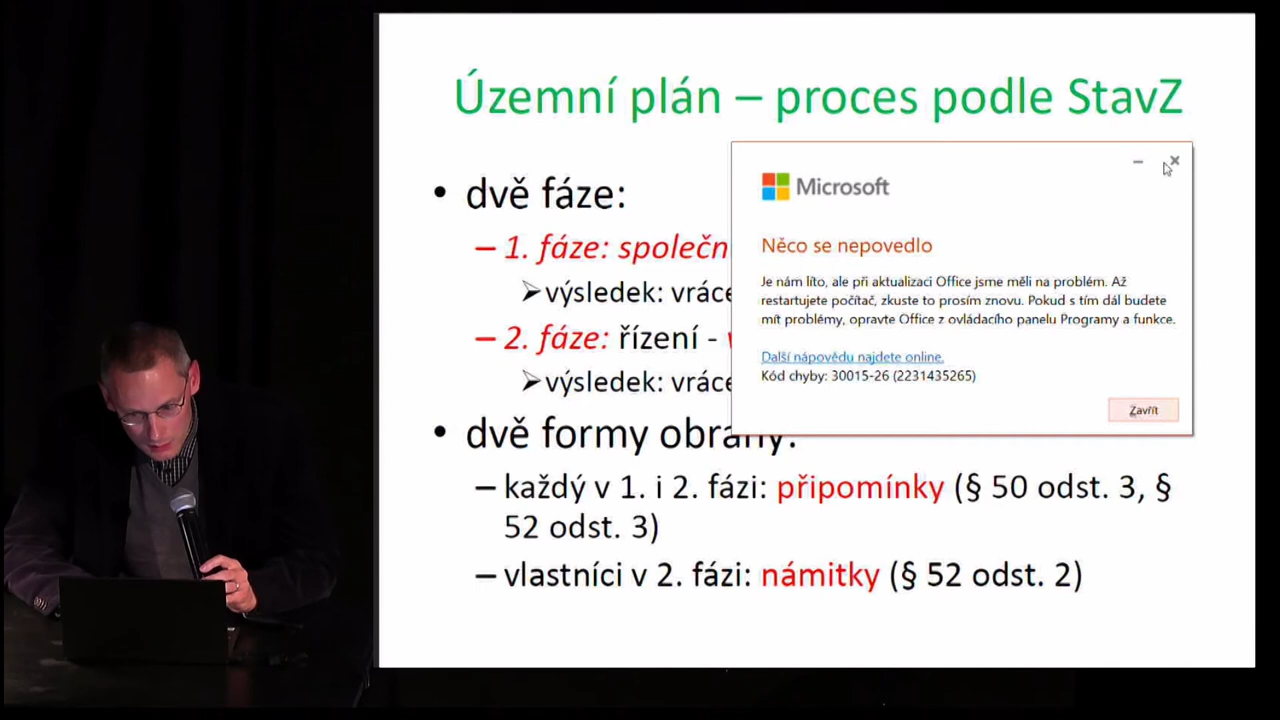 Územní plán – proces podle StavZ
• dvě fáze:
– 1. fáze: společn
➢výsledek: vráce
– 2. fáze: řízení -
➢výsledek: vráce
• dvě formy obrany:
– každý v 1. i 2. fázi: připomínky (§ 50 odst. 3, §
52 odst. 3)
– vlastníci v 2. fázi: námitky (§ 52 odst. 2)
Microsoft
Něco se nepovedlo
Je nám líto, ale při aktualizaci Office jsme měli na problém. Až
restartujete počítač, zkuste to prosím znovu. Pokud s tím dál budete
mít problémy, opravte Office z ovládacího panelu Programy a funkce.
Další nápovědu najdete online.
Kód chyby: 30015-26 (2231435265)
Zavřít